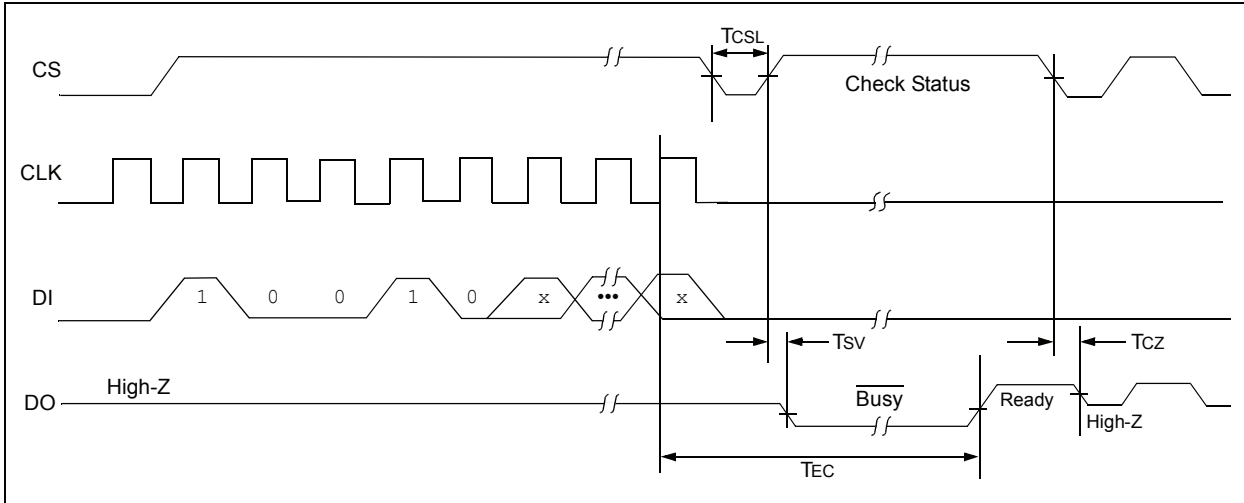 TCSL
CS
Check Status
CLK
DI
1 0 0 1 0 x ••• x
TSV
TCZ
High-Z
DO
Busy
Ready
High-Z
TEC